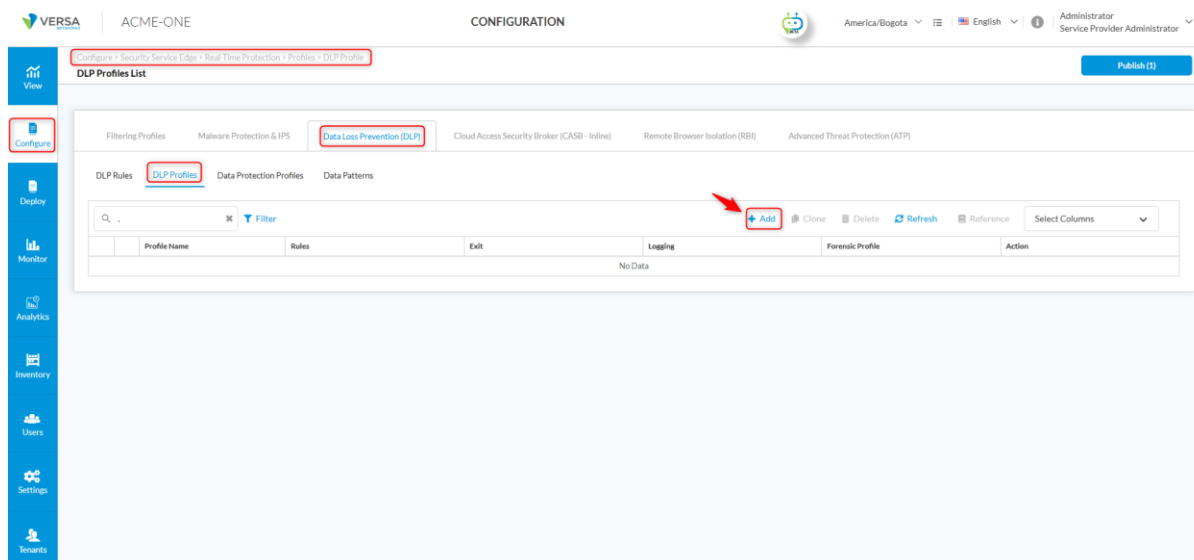 VERSA
NETWORKS
ACME-ONE
CONFIGURATION
BETA
America/Bogota
English
Administrator
Service Provider Administrator
Configure > Security Service Edge > Real-Time Protection > Profiles > DLP Profile
DLP Profiles List
Publish (1)
View
Configure
Deploy
Monitor
Analytics
Inventory
Users
Settings
Tenants
Filtering Profiles
Malware Protection & IPS
Data Loss Prevention (DLP)
Cloud Access Security Broker (CASB - Inline)
Remote Browser Isolation (RBI)
Advanced Threat Protection (ATP)
DLP Rules
DLP Profiles
Data Protection Profiles
Data Patterns
Filter
+ Add
Clone
Delete
Refresh
Reference
Select Columns
Profile Name
Rules
Exit
Logging
Forensic Profile
Action
No Data